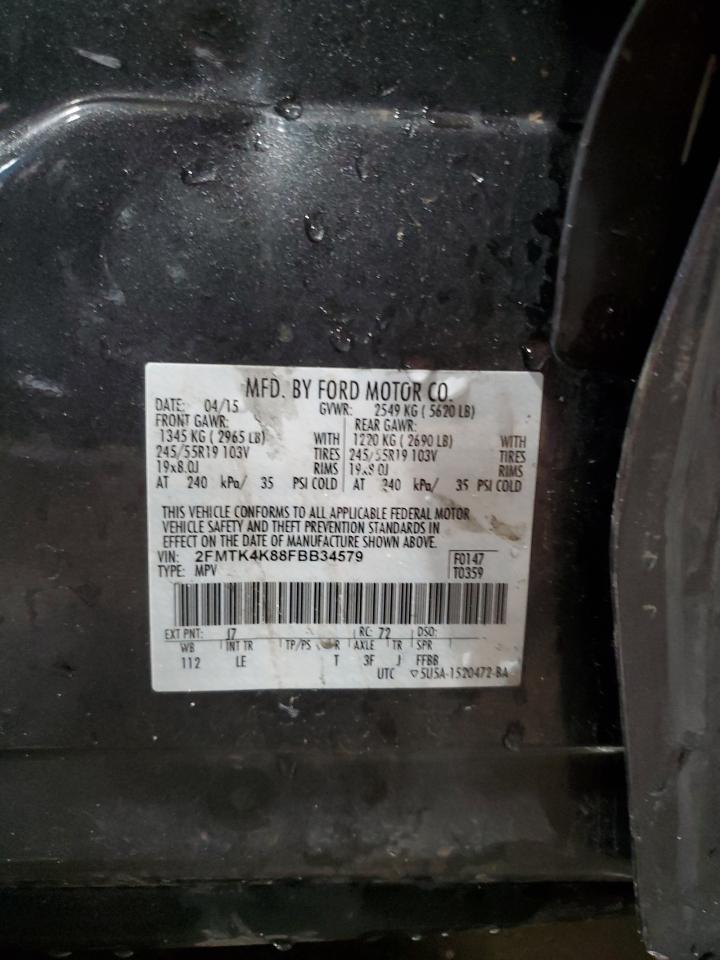 MFD. BY FORD MOTOR CO.
DATE: 04/15 GVWR: 2549 KG ( 5620 LB)
FRONT GAWR: REAR GAWR:
1345 KG ( 2965 LB) WITH 1220 KG ( 2690 LB) WITH
245/55R19 103V TIRES 245/55R19 103V TIRES
19x8.0J RIMS 19x8.0J RIMS
AT 240 kPa/ 35 PSI COLD AT 240 kPa/ 35 PSI COLD
THIS VEHICLE CONFORMS TO ALL APPLICABLE FEDERAL MOTOR
VEHICLE SAFETY AND THEFT PREVENTION STANDARDS IN
EFFECT ON THE DATE OF MANUFACTURE SHOWN ABOVE.
VIN: 2FMTK4K88FBB34579 F0147
TYPE: MPV T0359
EXT PNT: J7 RC: 72 DSO:
WB INT TR TP/PS R AXLE TR SPR
112 LE T 3F J FFBB
UTC ▽5U5A-1520472-BA